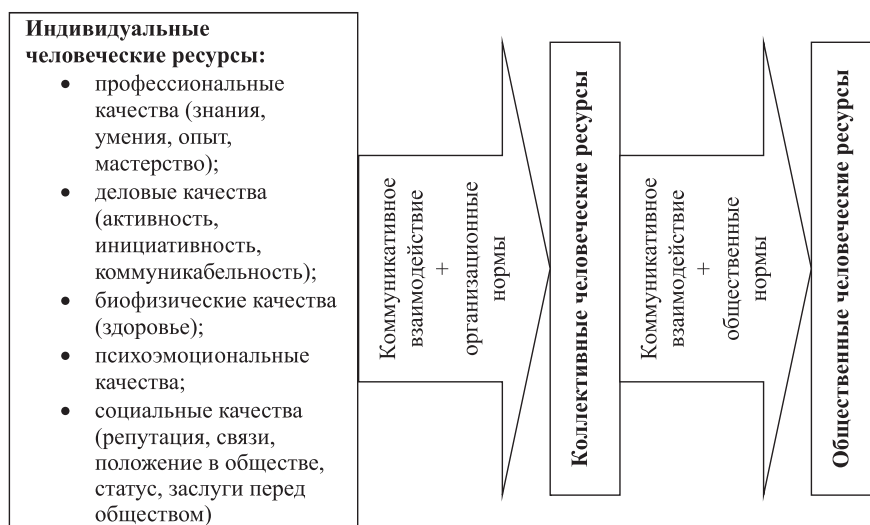 Индивидуальные
человеческие ресурсы:
• профессиональные
качества (знания,
умения, опыт,
мастерство);
• деловые качества
(активность,
инициативность,
коммуникабельность);
• биофизические качества
(здоровье);
• психоэмоциональные
качества;
• социальные качества
(репутация, связи,
положение в обществе,
статус, заслуги перед
обществом)
Коммуникативное
взаимодействие
+
организационные
нормы
Коллективные человеческие ресурсы
Коммуникативное
взаимодействие
+
общественные
нормы
Общественные человеческие ресурсы